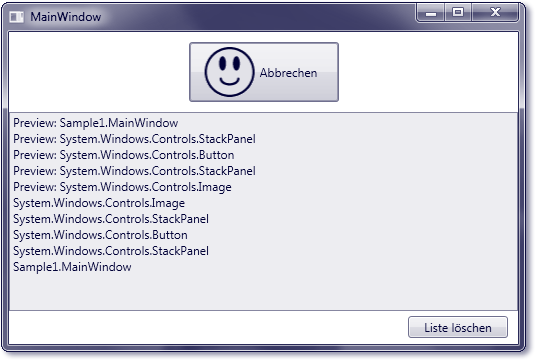 MainWindow
Abbrechen
Preview: Sample1.MainWindow
Preview: System.Windows.Controls.StackPanel
Preview: System.Windows.Controls.Button
Preview: System.Windows.Controls.StackPanel
Preview: System.Windows.Controls.Image
System.Windows.Controls.Image
System.Windows.Controls.StackPanel
System.Windows.Controls.Button
System.Windows.Controls.StackPanel
Sample1.MainWindow
Liste löschen